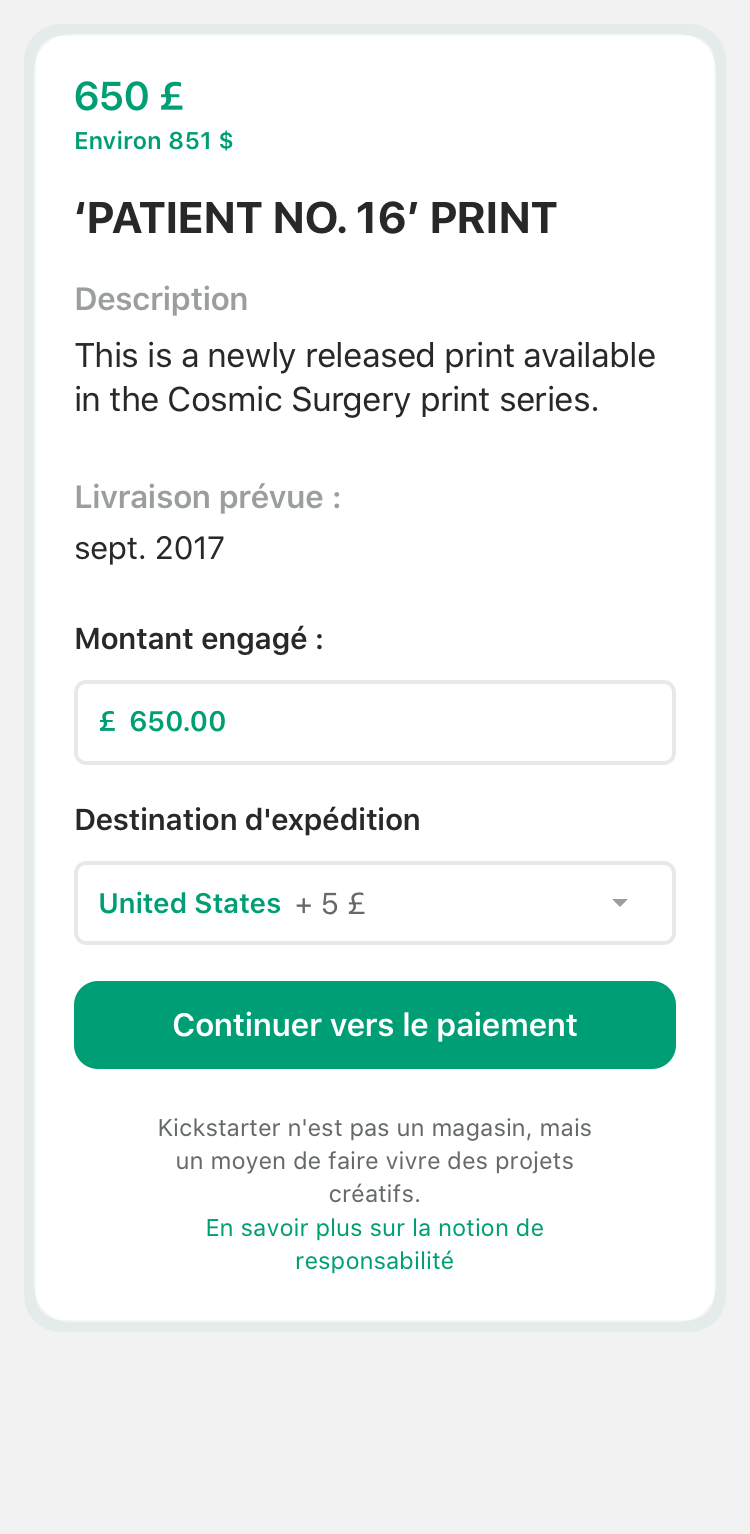 650 £
Environ 851 $
‘PATIENT NO. 16’ PRINT
Description
This is a newly released print available
in the Cosmic Surgery print series.
Livraison prévue :
sept. 2017
Montant engagé :
£ 650.00
Destination d'expédition
United States + 5 £
Continuer vers le paiement
Kickstarter n'est pas un magasin, mais
un moyen de faire vivre des projets
créatifs.
En savoir plus sur la notion de
responsabilité